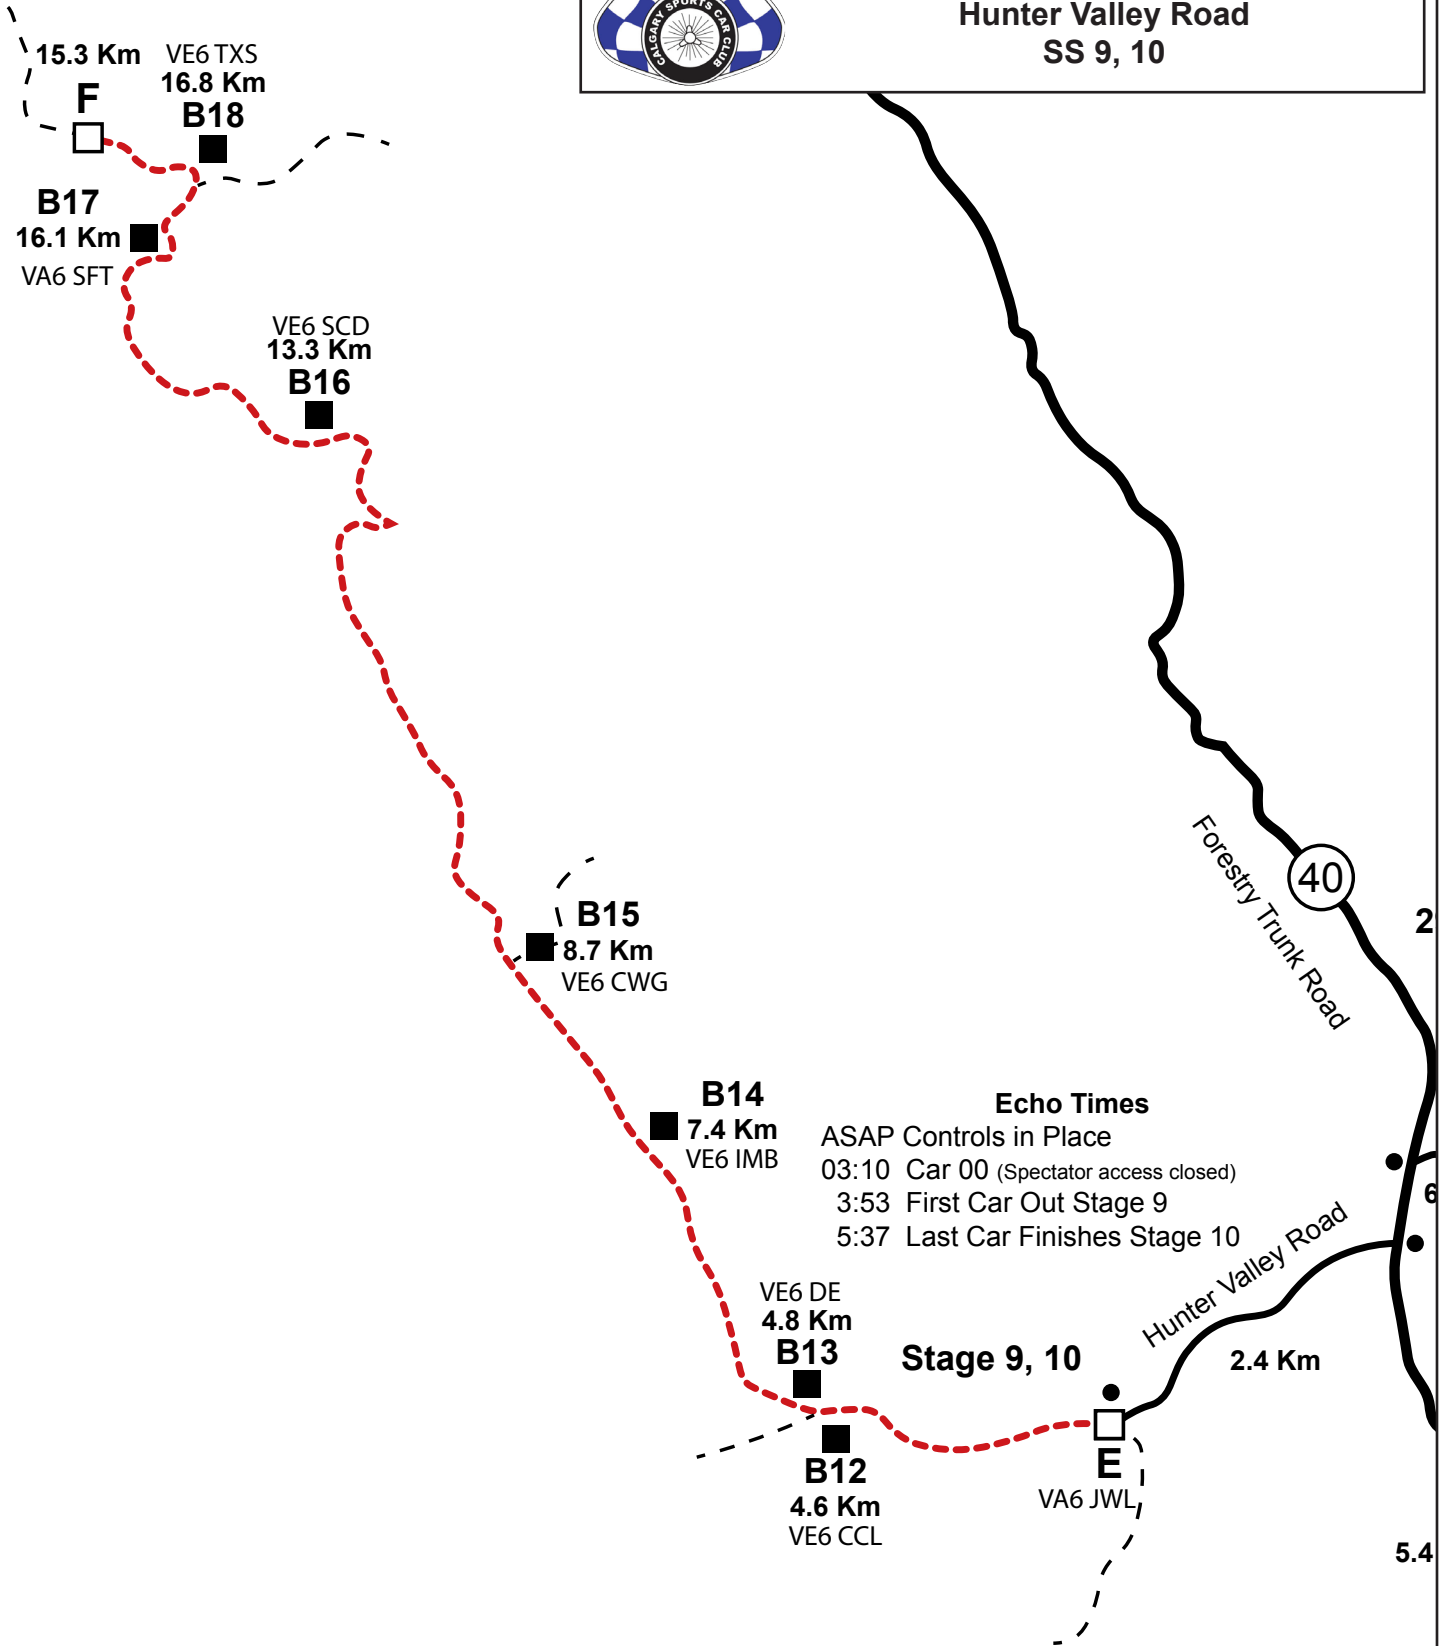 Hunter Valley Road
SS 9, 10
CALGARY SPORTS CAR CLUB
15.3 Km
F
VE6 TXS
16.8 Km
B18
B17
16.1 Km
VA6 SFT
VE6 SCD
13.3 Km
B16
40
Forestry Trunk Road
2
B15
8.7 Km
VE6 CWG
B14
7.4 Km
VE6 IMB
Echo Times
ASAP Controls in Place
03:10 Car 00 (Spectator access closed)
3:53 First Car Out Stage 9
5:37 Last Car Finishes Stage 10
6
Hunter Valley Road
2.4 Km
VE6 DE
4.8 Km
B13
Stage 9, 10
B12
4.6 Km
VE6 CCL
E
VA6 JWL
5.4